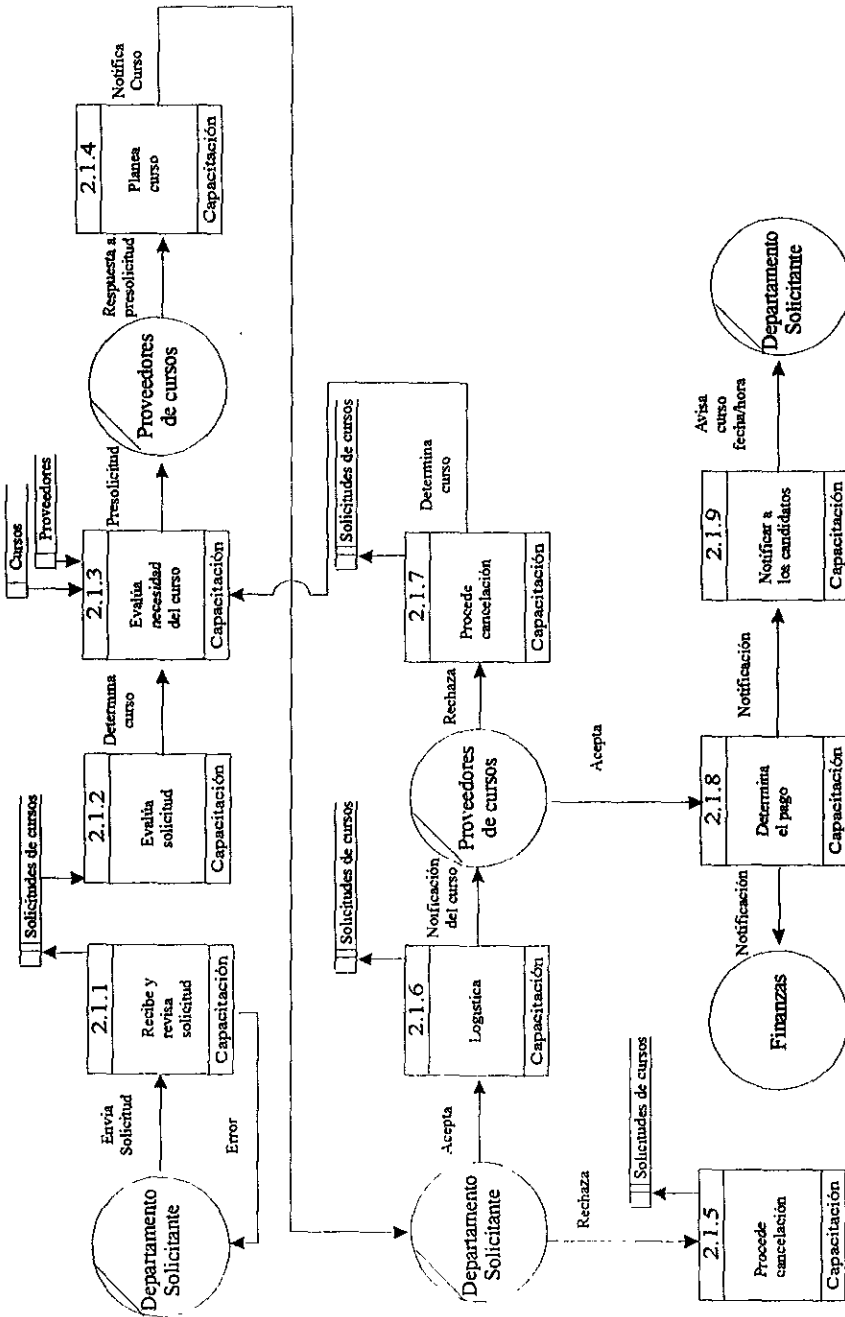 Departamento
Solicitante
Envía
Solicitud
Error
2.1.1
Recibe y
revisa
solicitud
Capacitación
Solicitudes de cursos
2.1.2
Evalúa
solicitud
Capacitación
Determina
curso
Cursos
Proveedores
2.1.3
Evalúa
necesidad
del curso
Capacitación
Presolicitud
Proveedores
de cursos
Respuesta a
presolicitud
2.1.4
Planea
curso
Capacitación
Notifica
Curso
Departamento
Solicitante
Acepta
Rechaza
2.1.6
Logistica
Capacitación
Solicitudes de cursos
Noificación
del curso
Proveedores
de cursos
Rechaza
Acepta
2.1.7
Procede
cancelación
Capacitación
Solicitudes de cursos
Determina
curso
2.1.5
Procede
cancelación
Capacitación
Solicitudes de cursos
Finanzas
Notificación
2.1.8
Determina
el pago
Capacitación
Notificación
2.1.9
Notificar a
los candidatos
Capacitación
Avisa
curso
fecha/hora
Departamento
Solicitante